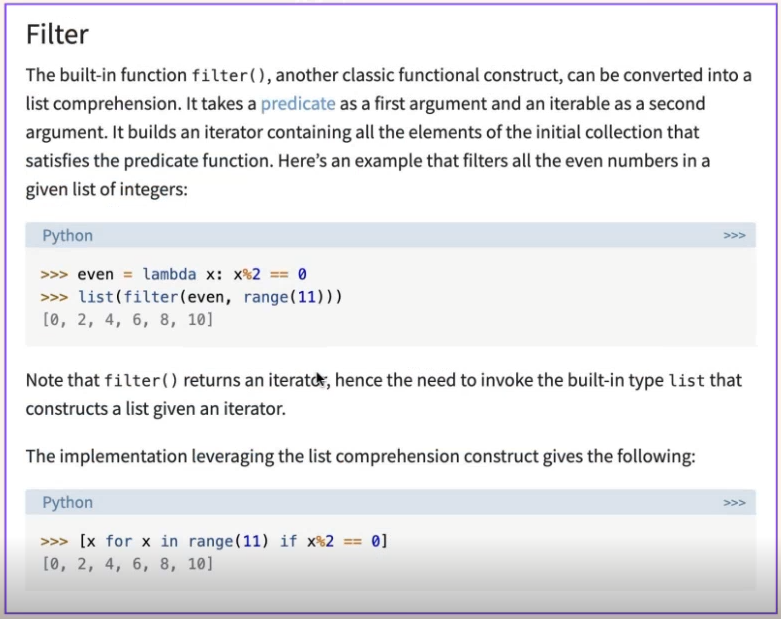 Filter
The built-in function filter(), another classic functional construct, can be converted into a
list comprehension. It takes a predicate as a first argument and an iterable as a second
argument. It builds an iterator containing all the elements of the initial collection that
satisfies the predicate function. Here's an example that filters all the even numbers in a
given list of integers:
Python >>>
>>> even = lambda x: x%2 == 0
>>> list(filter(even, range(11)))
[0, 2, 4, 6, 8, 10]
Note that filter() returns an iterator, hence the need to invoke the built-in type list that
constructs a list given an iterator.
The implementation leveraging the list comprehension construct gives the following:
Python >>>
>>> [x for x in range(11) if x%2 == 0]
[0, 2, 4, 6, 8, 10]